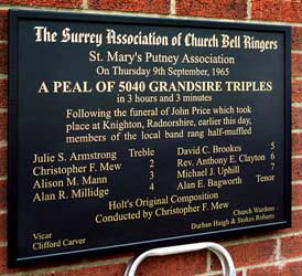 The Surrey Association of Church Bell Ringers
St. Mary's Putney Association
On Thursday 9th September, 1965
A PEAL OF 5040 GRANDSIRE TRIPLES
in 3 hours and 3 minutes
Following the funeral of John Price which took
place at Knighton, Radnorshire, earlier this day,
members of the local band rang half-muffled
Julie S. Armstrong Treble David C. Brookes 5
Christopher F. Mew 2 Rev. Anthony E. Clayton 6
Alison M. Mann 3 Michael J. Uphill 7
Alan R. Millidge 4 Alan E. Bagworth Tenor
Holt's Original Composition
Conducted by Christopher F. Mew
Vicar Church Wardens
Clifford Carver Durhan Haigh & Stokes Roberts